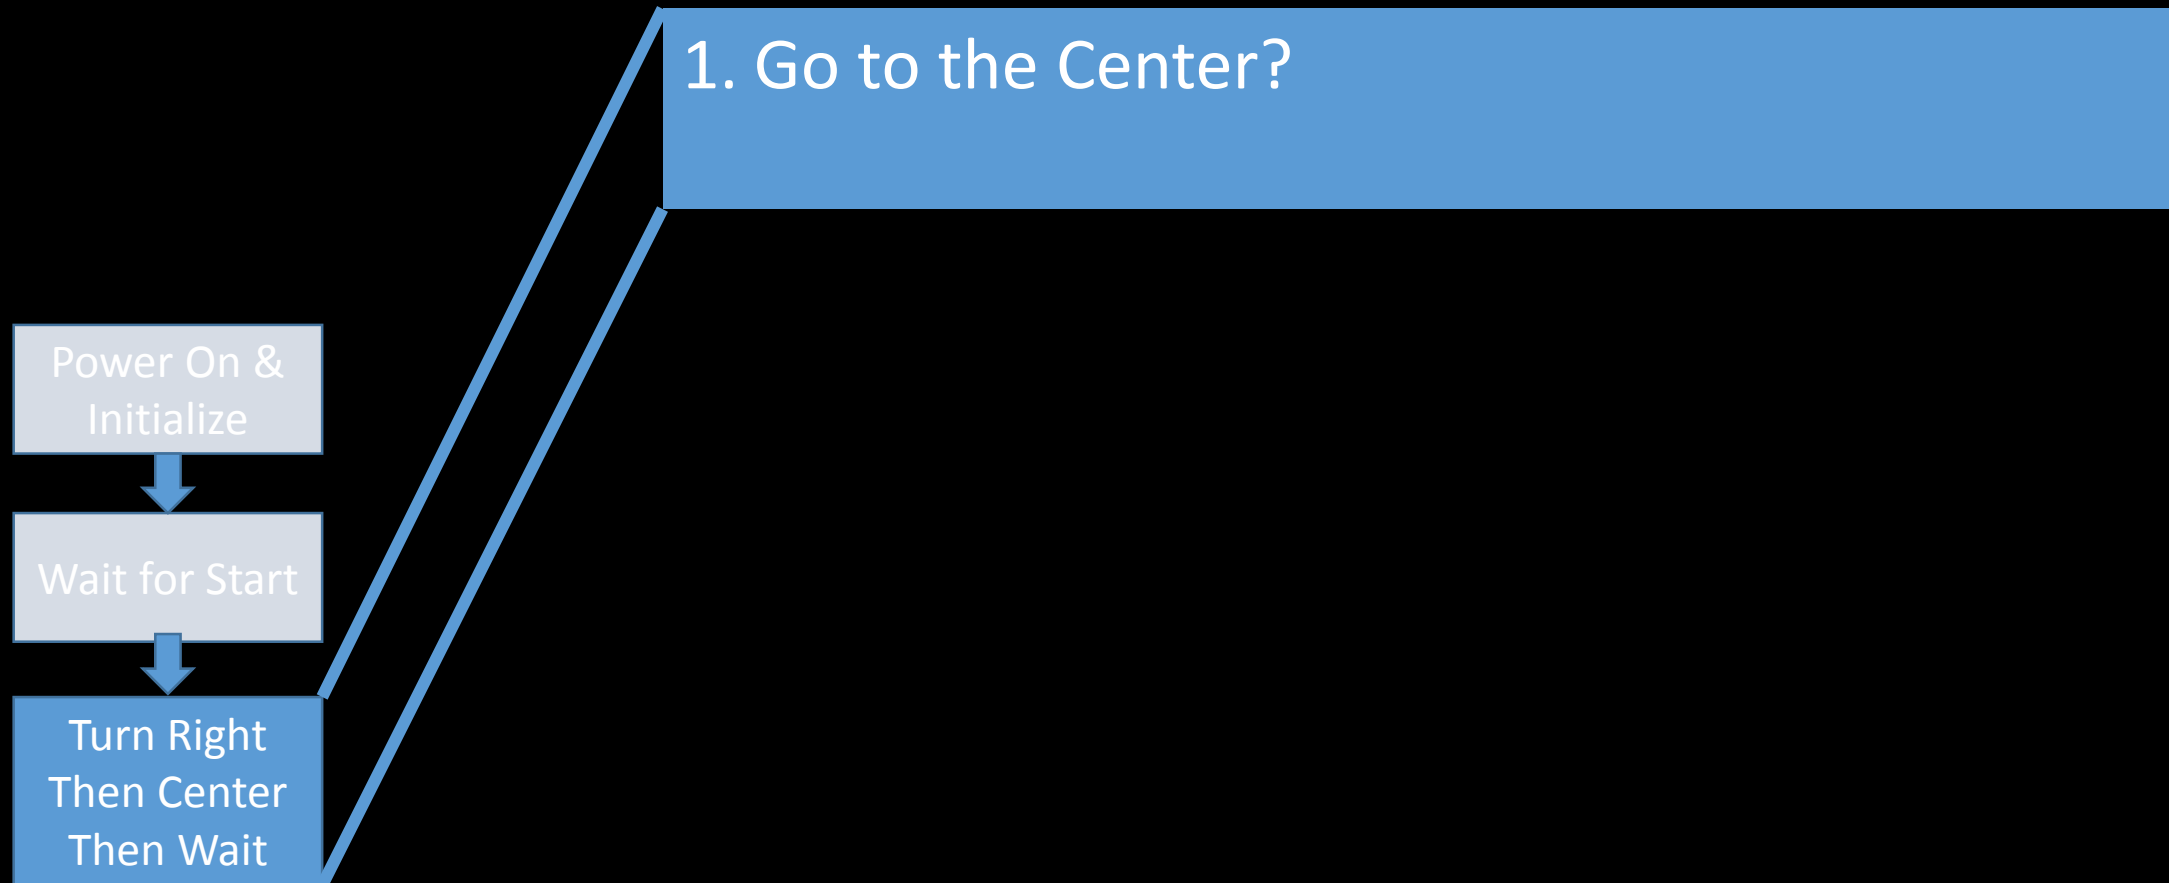 1. Go to the Center?
Power On &
Initialize
Wait for Start
Turn Right
Then Center
Then Wait